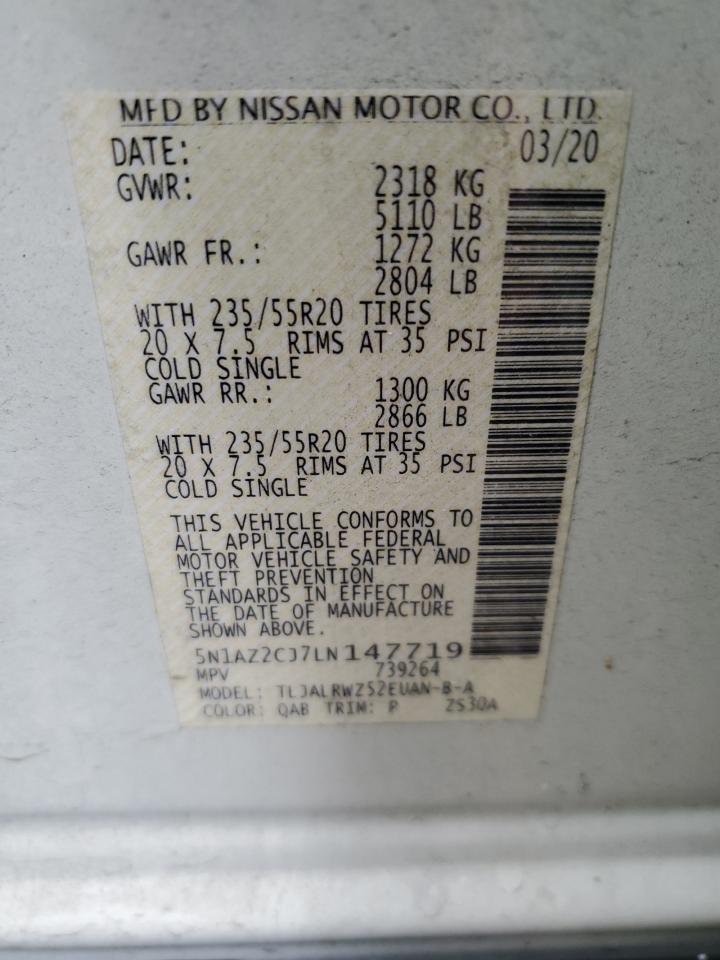 MFD BY NISSAN MOTOR CO., LTD.
DATE: 03/20
GVWR: 2318 KG
5110 LB
GAWR FR.: 1272 KG
2804 LB
WITH 235/55R20 TIRES
20 X 7.5 RIMS AT 35 PSI
COLD SINGLE
GAWR RR.: 1300 KG
2866 LB
WITH 235/55R20 TIRES
20 X 7.5 RIMS AT 35 PSI
COLD SINGLE
THIS VEHICLE CONFORMS TO
ALL APPLICABLE FEDERAL
MOTOR VEHICLE SAFETY AND
THEFT PREVENTION
STANDARDS IN EFFECT ON
THE DATE OF MANUFACTURE
SHOWN ABOVE.
5N1AZ2CJ7LN147719
MPV 739264
MODEL: TLJALRWZ52EUAN-B-A
COLOR: QAB TRIM: P ZS30A